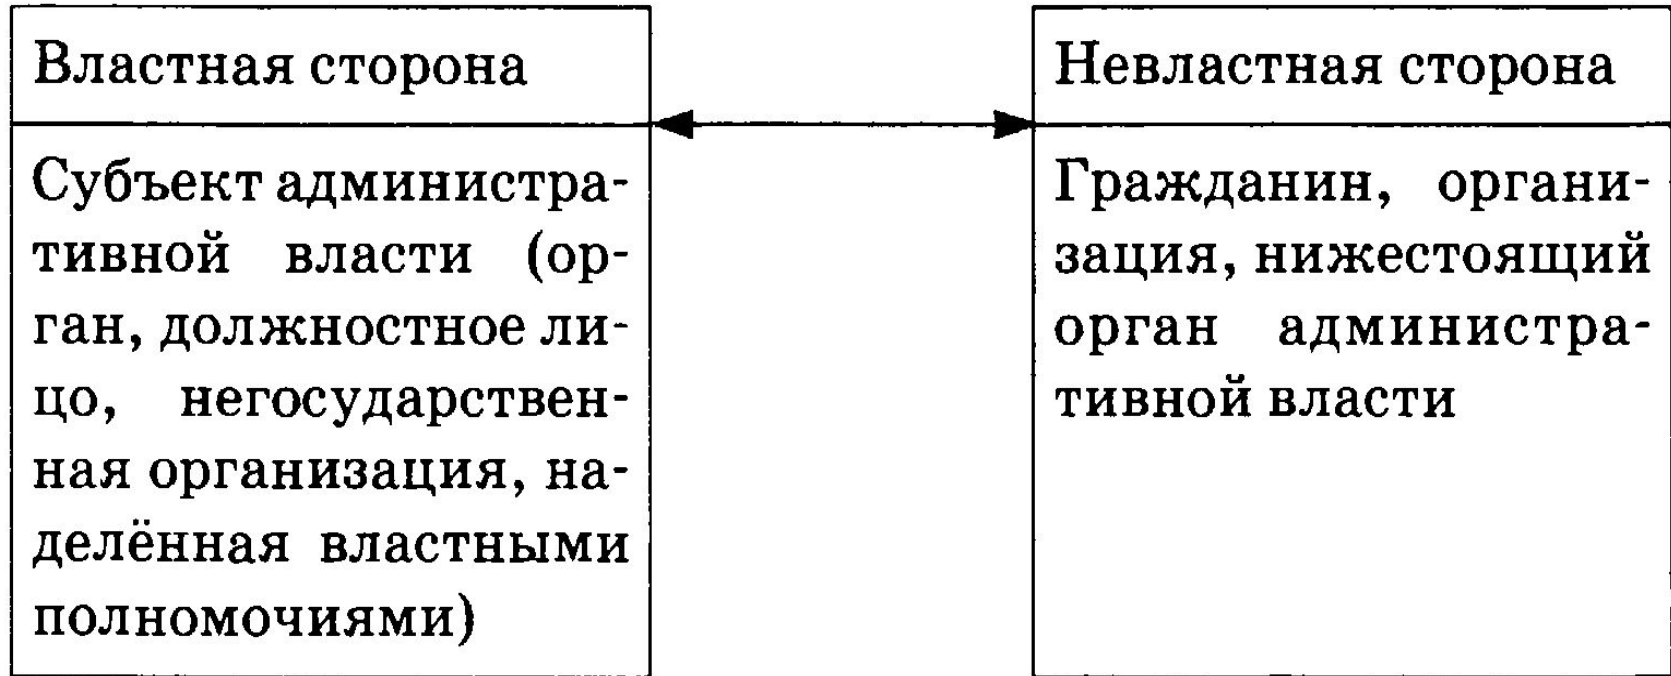 Властная сторона
Субъект администра-
тивной власти (ор-
ган, должностное ли-
цо, негосударствен-
ная организация, на-
делённая властными
полномочиями)
Невластная сторона
Гражданин, органи-
зация, нижестоящий
орган администра-
тивной власти